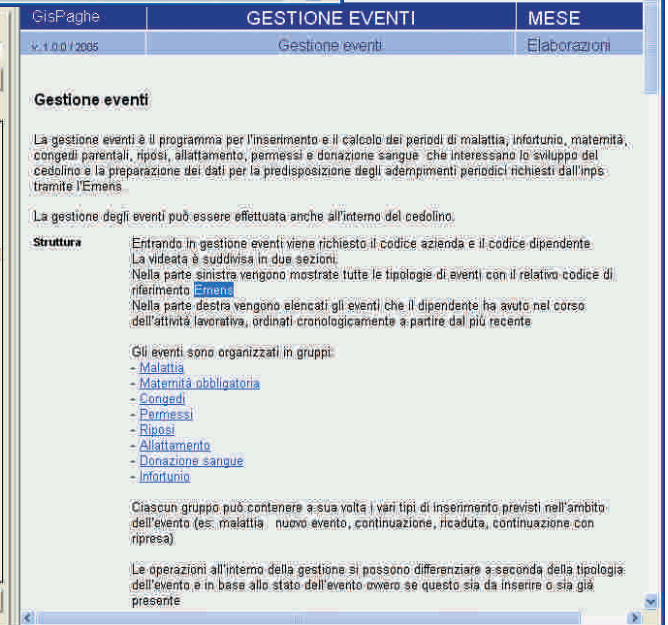 GisPaghe GESTIONE EVENTI MESE
v. 1.0.0 / 2005 Gestione eventi Elaborazioni
Gestione eventi
La gestione eventi è il programma per l'inserimento e il calcolo dei periodi di malattia, infortunio, maternità,
congedi parentali, riposi, allattamento, permessi e donazione sangue che interessano lo sviluppo del
cedolino e la preparazione dei dati per la predisposizione degli adempimenti periodici richiesti dall'inps
tramite l'Emens
La gestione degli eventi può essere effettuata anche all'interno del cedolino.
Struttura Entrando in gestione eventi viene richiesto il codice azienda e il codice dipendente
La videata è suddivisa in due sezioni.
Nella parte sinistra vengono mostrate tutte le tipologie di eventi con il relativo codice di
riferimento Emens
Nella parte destra vengono elencati gli eventi che il dipendente ha avuto nel corso
dell'attività lavorativa, ordinati cronologicamente a partire dal più recente
Gli eventi sono organizzati in gruppi:
- Malattia
- Maternità obbligatoria
- Congedi
- Permessi
- Riposi
- Allattamento
- Donazione sangue
- Infortunio
Ciascun gruppo può contenere a sua volta i vari tipi di inserimento previsti nell'ambito
dell'evento (es: malattia nuovo evento, continuazione, ricaduta, continuazione con
ripresa)
Le operazioni all'interno della gestione si possono differenziare a seconda della tipologia
dell'evento e in base allo stato dell'evento ovvero se questo sia da inserire o sia già
presente